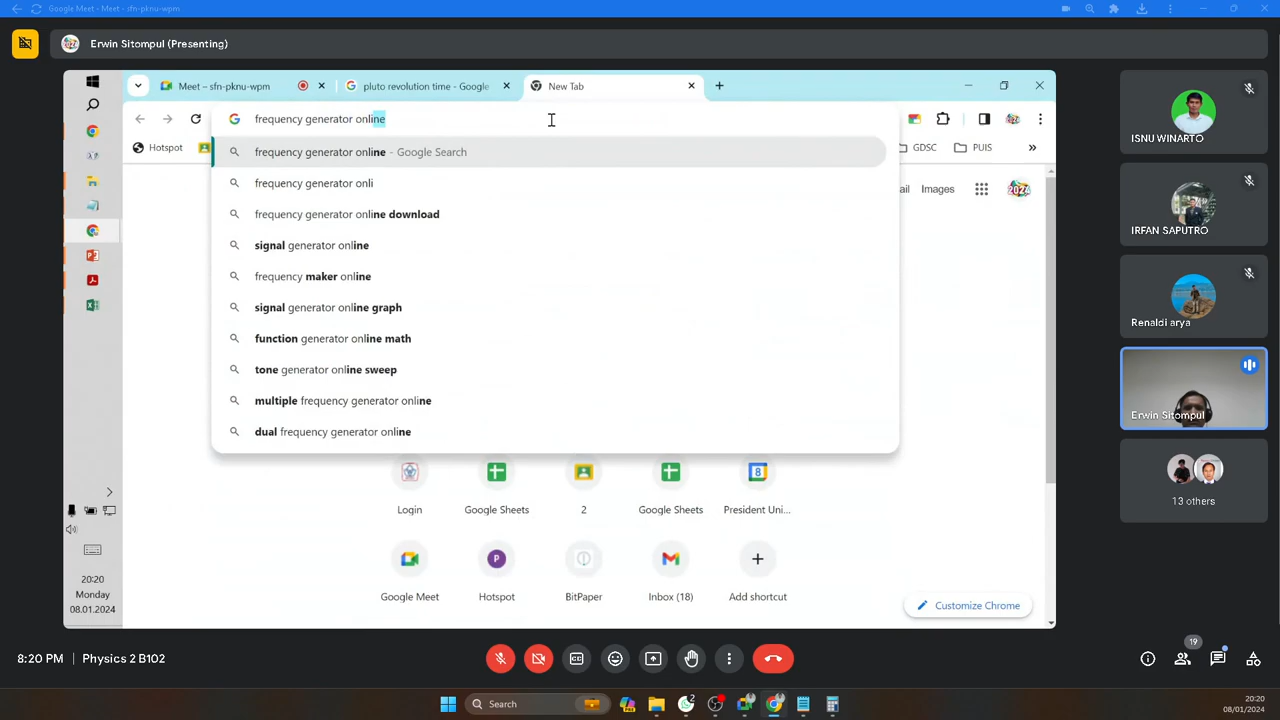 Google Meet - Meet - sfn-pknu-wpm
Erwin Sitompul (Presenting)
Meet – sfn-pknu-wpm
pluto revolution time - Google
New Tab
frequency generator online
Hotspot
GDSC
PUIS
frequency generator online - Google Search
frequency generator onli
frequency generator online download
signal generator online
frequency maker online
signal generator online graph
function generator online math
tone generator online sweep
multiple frequency generator online
dual frequency generator online
ail
Images
2024
Login
Google Sheets
2
Google Sheets
8
President Uni...
Google Meet
P
Hotspot
BitPaper
Inbox (18)
Add shortcut
Customize Chrome
20:20
Monday
08.01.2024
ISNU WINARTO
IRFAN SAPUTRO
Renaldi arya
Erwin Sitompul
13 others
8:20 PM | Physics 2 B102
19
Search
20:20
08/01/2024